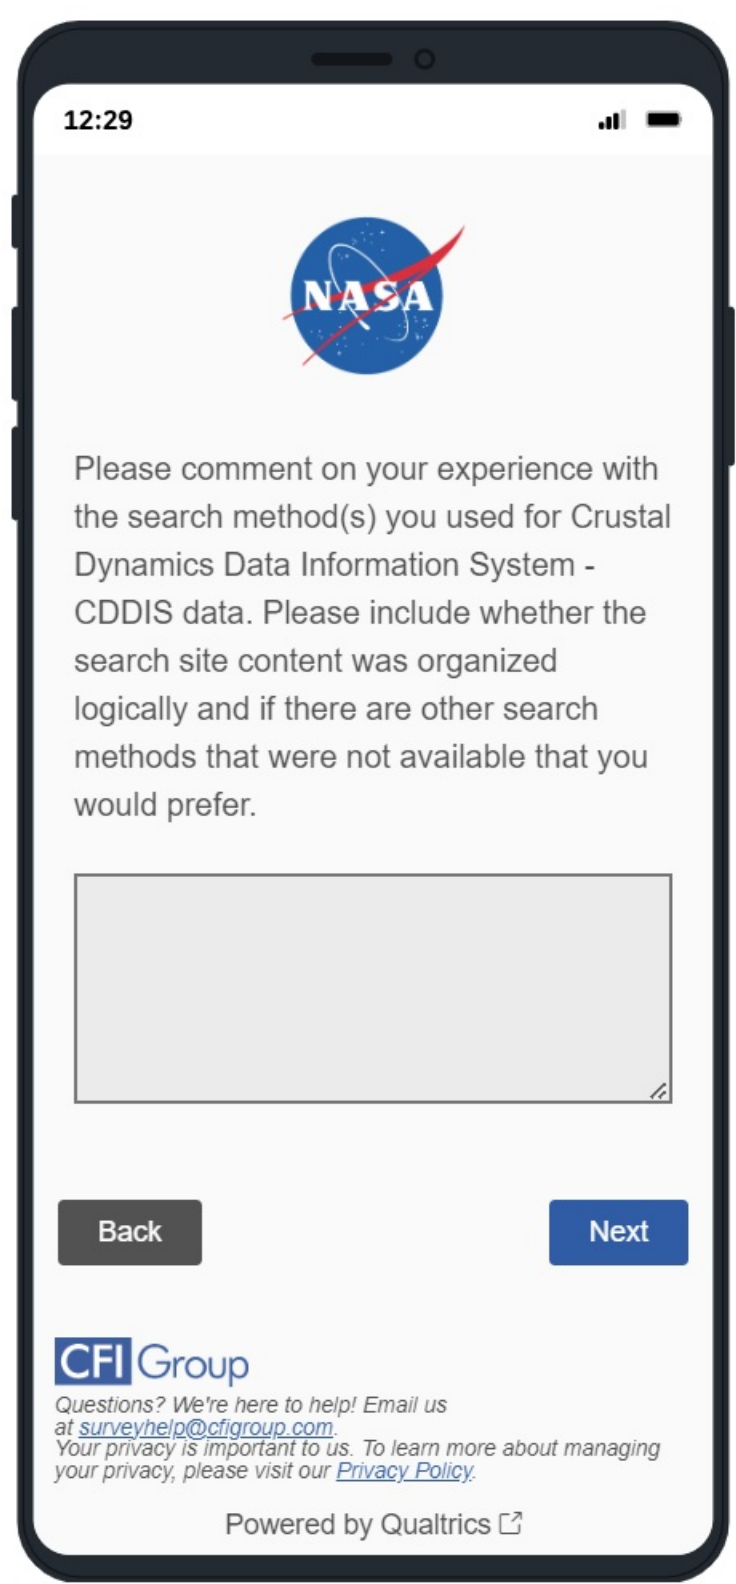 12:29
NASA
Please comment on your experience with
the search method(s) you used for Crustal
Dynamics Data Information System -
CDDIS data. Please include whether the
search site content was organized
logically and if there are other search
methods that were not available that you
would prefer.
Back
Next
CFI Group
Questions? We're here to help! Email us
at surveyhelp@cfigroup.com.
Your privacy is important to us. To learn more about managing
your privacy, please visit our Privacy Policy.
Powered by Qualtrics